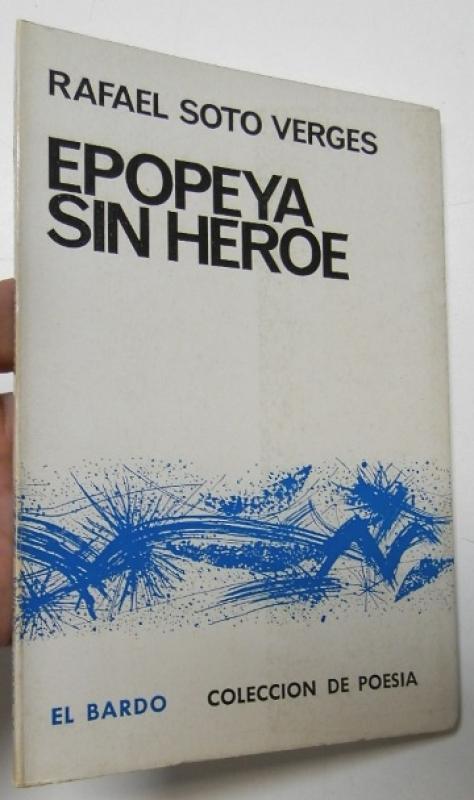 RAFAEL SOTO VERGES
EPOPEYA
SIN HEROE
EL BARDO COLECCION DE POESIA